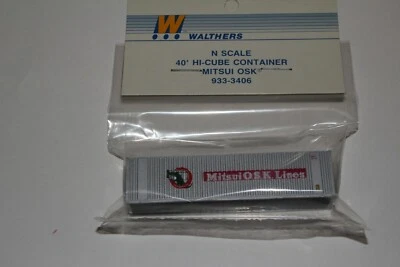 W WALTHERS
N SCALE
40' HI-CUBE CONTAINER
MITSUI OSK
933-3406
Mitsui O.S.K. Lines